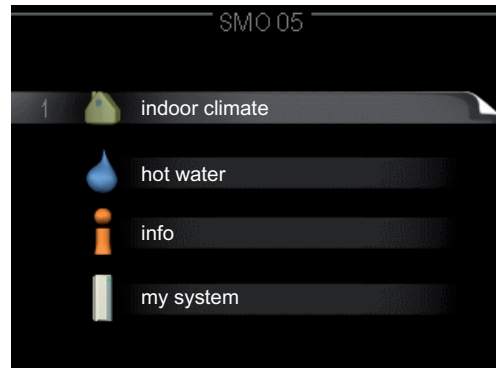 SMO 05
1 indoor climate
hot water
info
my system